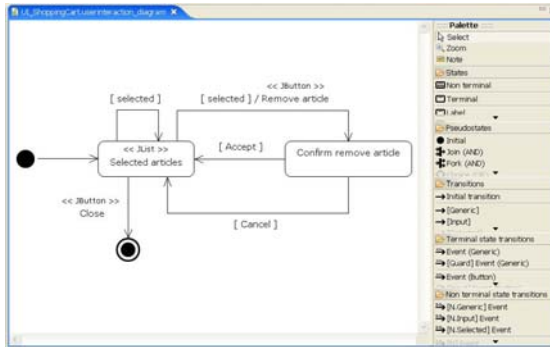 UI_ShoppingCart.userinteraction_diagram
Palette
Select
Zoom
Note
States
Non terminal
Terminal
Label
Pseudostates
Initial
Join (AND)
Fork (AND)
Transitions
Initial transition
[Generic]
[Input]
Terminal state transitions
Event (Generic)
[Guard] Event (Generic)
Event (Button)
Non terminal state transitions
[N.Generic] Event
[N.Input] Event
[N.Selected] Event
<< JButton >>
[ selected ]
[ selected ] / Remove article
<< JList >>
Selected articles
[ Accept ]
Confirm remove article
<< JButton >>
Close
[ Cancel ]